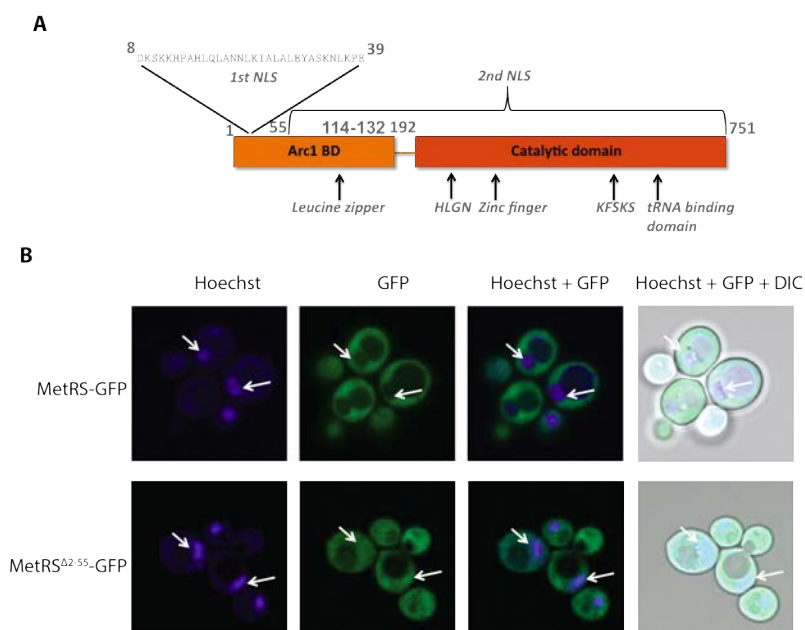 A
8 DKSKKHPAHLQLANNLKIALALEYASKNLKPE 39
1st NLS
2nd NLS
1 55 114-132 192 751
Arc1 BD Catalytic domain
Leucine zipper HLGN Zinc finger KFSKS tRNA binding
domain
B
Hoechst GFP Hoechst + GFP Hoechst + GFP + DIC
MetRS-GFP
MetRSΔ2-55-GFP